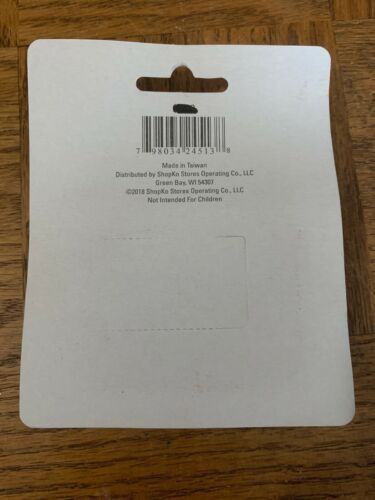 7 98034 24513 8
Made in Taiwan
Distributed by ShopKo Stores Operating Co., LLC
Green Bay, WI 54307
©2018 ShopKo Stores Operating Co., LLC
Not Intended For Children